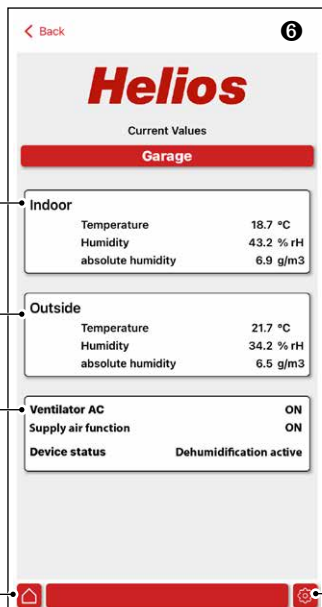 Back
❻
Helios
Current Values
Garage
Indoor
Temperature 18.7 °C
Humidity 43.2 % rH
absolute humidity 6.9 g/m3
Outside
Temperature 21.7 °C
Humidity 34.2 % rH
absolute humidity 6.5 g/m3
Ventilator AC ON
Supply air function ON
Device status Dehumidification active